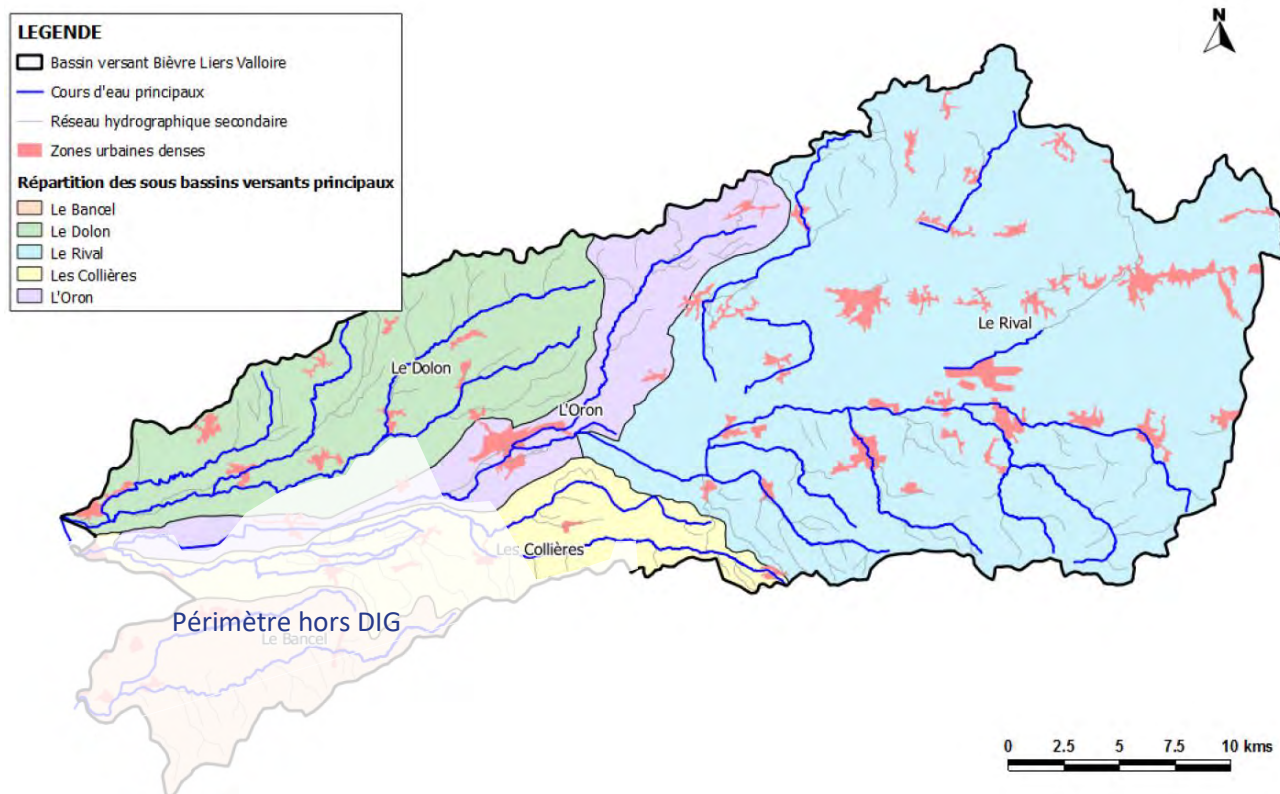 LEGENDE
Bassin versant Bièvre Liers Valloire
Cours d'eau principaux
Réseau hydrographique secondaire
Zones urbaines denses
Répartition des sous bassins versants principaux
Le Bancel
Le Dolon
Le Rival
Les Collières
L'Oron
N
Le Rival
Le Dolon
L'Oron
Les Collières
Périmètre hors DIG
Le Bancel
0 2.5 5 7.5 10 kms